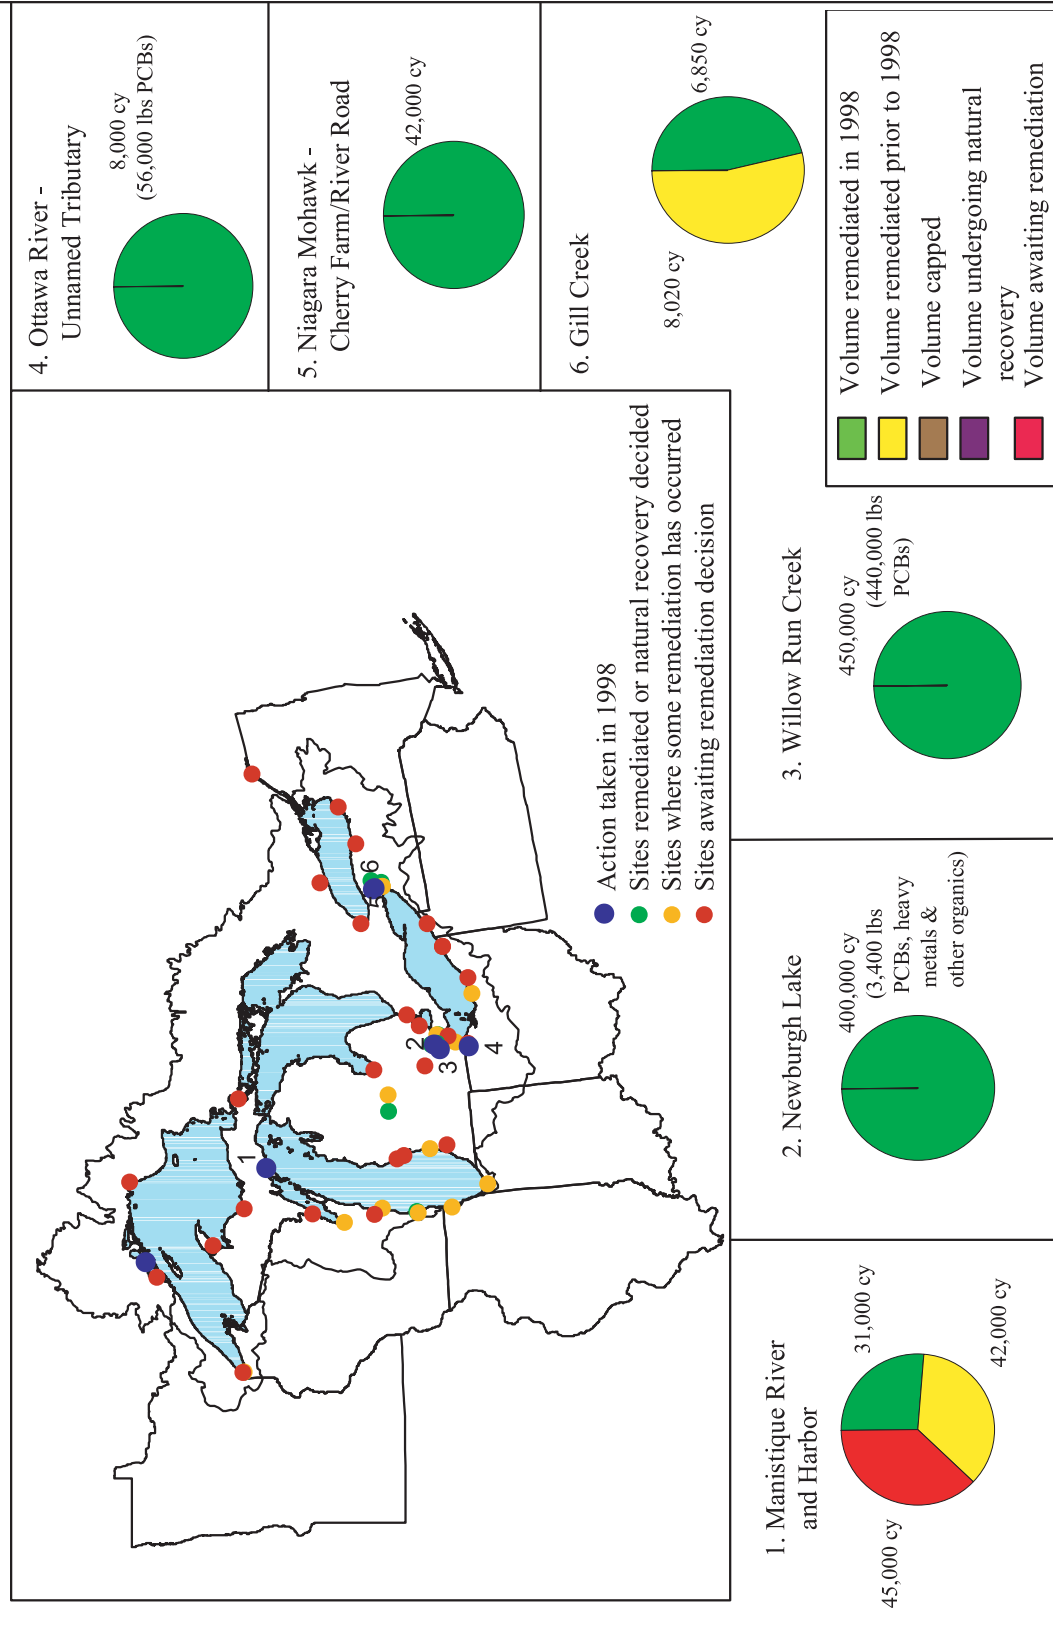 1
2
3
4
5
6
Action taken in 1998
Sites remediated or natural recovery decided
Sites where some remediation has occurred
Sites awaiting remediation decision
4. Ottawa River -
Unnamed Tributary
8,000 cy
(56,000 lbs PCBs)
5. Niagara Mohawk -
Cherry Farm/River Road
42,000 cy
6. Gill Creek
8,020 cy
6,850 cy
1. Manistique River
and Harbor
45,000 cy
31,000 cy
42,000 cy
2. Newburgh Lake
400,000 cy
(3,400 lbs
PCBs, heavy
metals &
other organics)
3. Willow Run Creek
450,000 cy
(440,000 lbs
PCBs)
Volume remediated in 1998
Volume remediated prior to 1998
Volume capped
Volume undergoing natural
recovery
Volume awaiting remediation